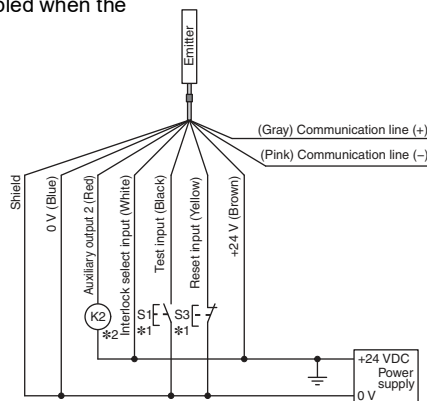 bled when the
Emitter
(Gray) Communication line (+)
(Pink) Communication line (−)
Shield
0 V (Blue)
Auxiliary output 2 (Red)
Interlock select input (White)
Test input (Black)
Reset input (Yellow)
+24 V (Brown)
K2
*2
S1
*1
S3
*1
+24 VDC
Power
supply
0 V